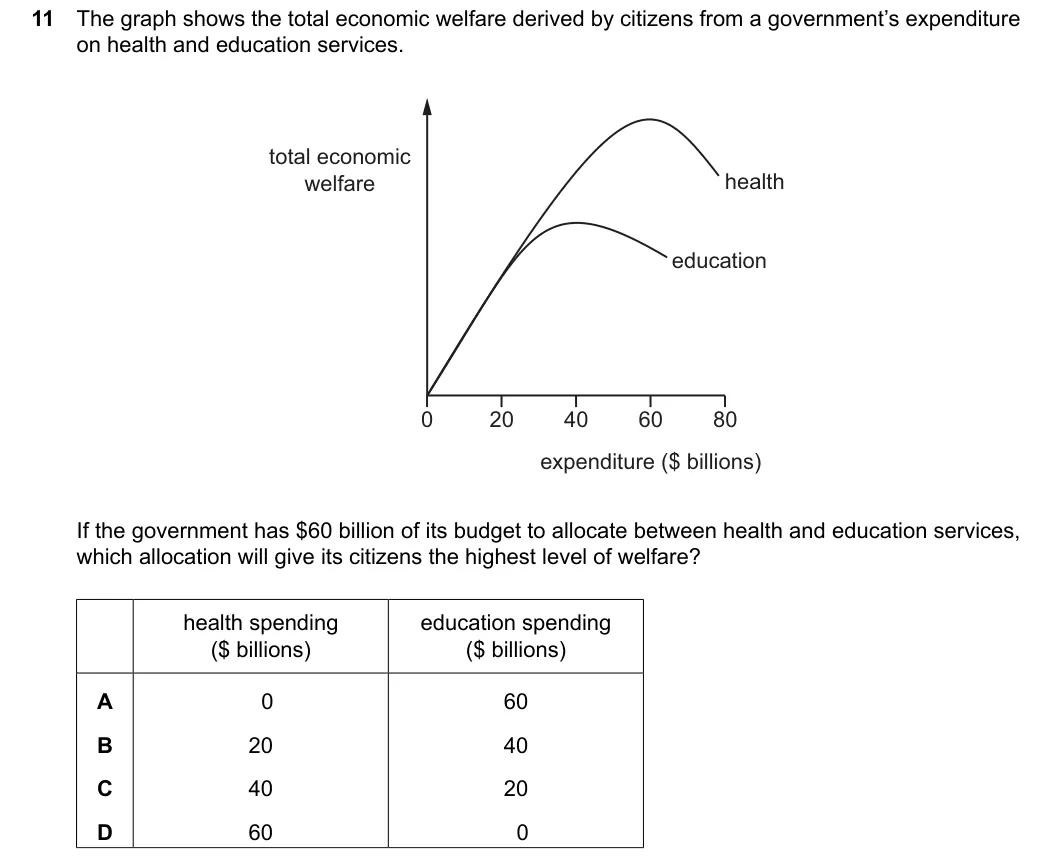 11 The graph shows the total economic welfare derived by citizens from a government's expenditure
on health and education services.
total economic
welfare
health
education
0 20 40 60 80
expenditure ($ billions)
If the government has $60 billion of its budget to allocate between health and education services,
which allocation will give its citizens the highest level of welfare?
health spending education spending
($ billions) ($ billions)
A 0 60
B 20 40
C 40 20
D 60 0